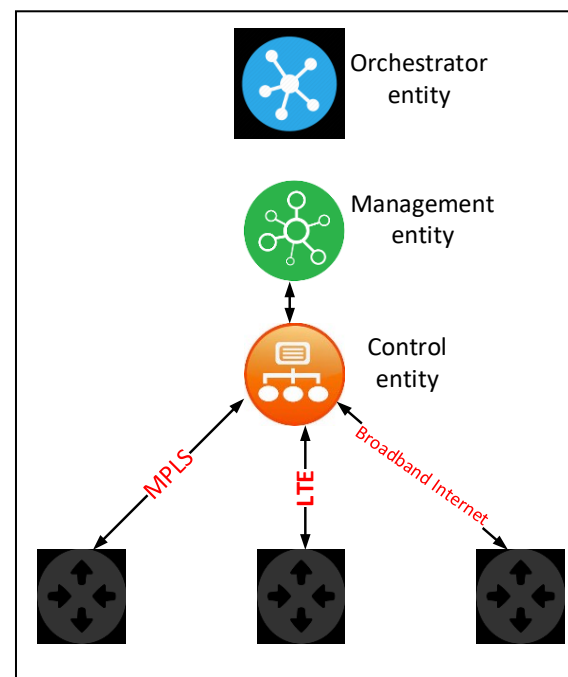 Orchestrator
entity
Management
entity
Control
entity
MPLS
LTE
Broadband Internet